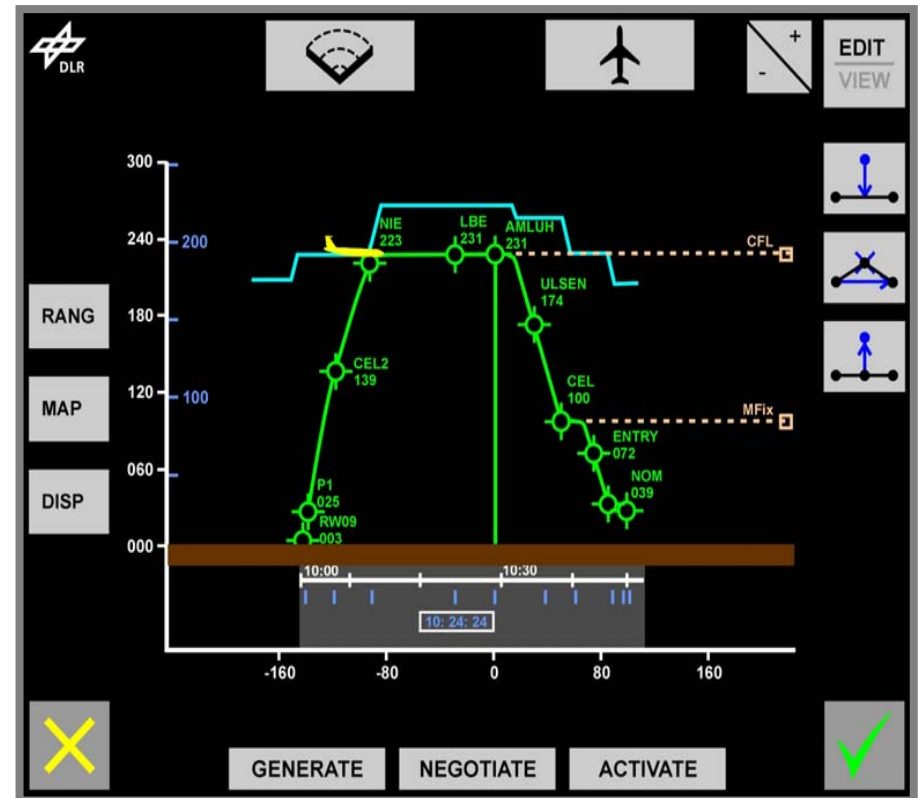 DLR
+
-
EDIT
VIEW
300
240
180
120
060
000
200
100
NIE
223
LBE
231
AMLUH
231
CFL
ULSEN
174
CEL2
139
CEL
100
MFix
ENTRY
072
NOM
039
P1
025
RW09
003
RANG
MAP
DISP
10:00
10:30
10: 24: 24
-160
-80
0
80
160
GENERATE
NEGOTIATE
ACTIVATE